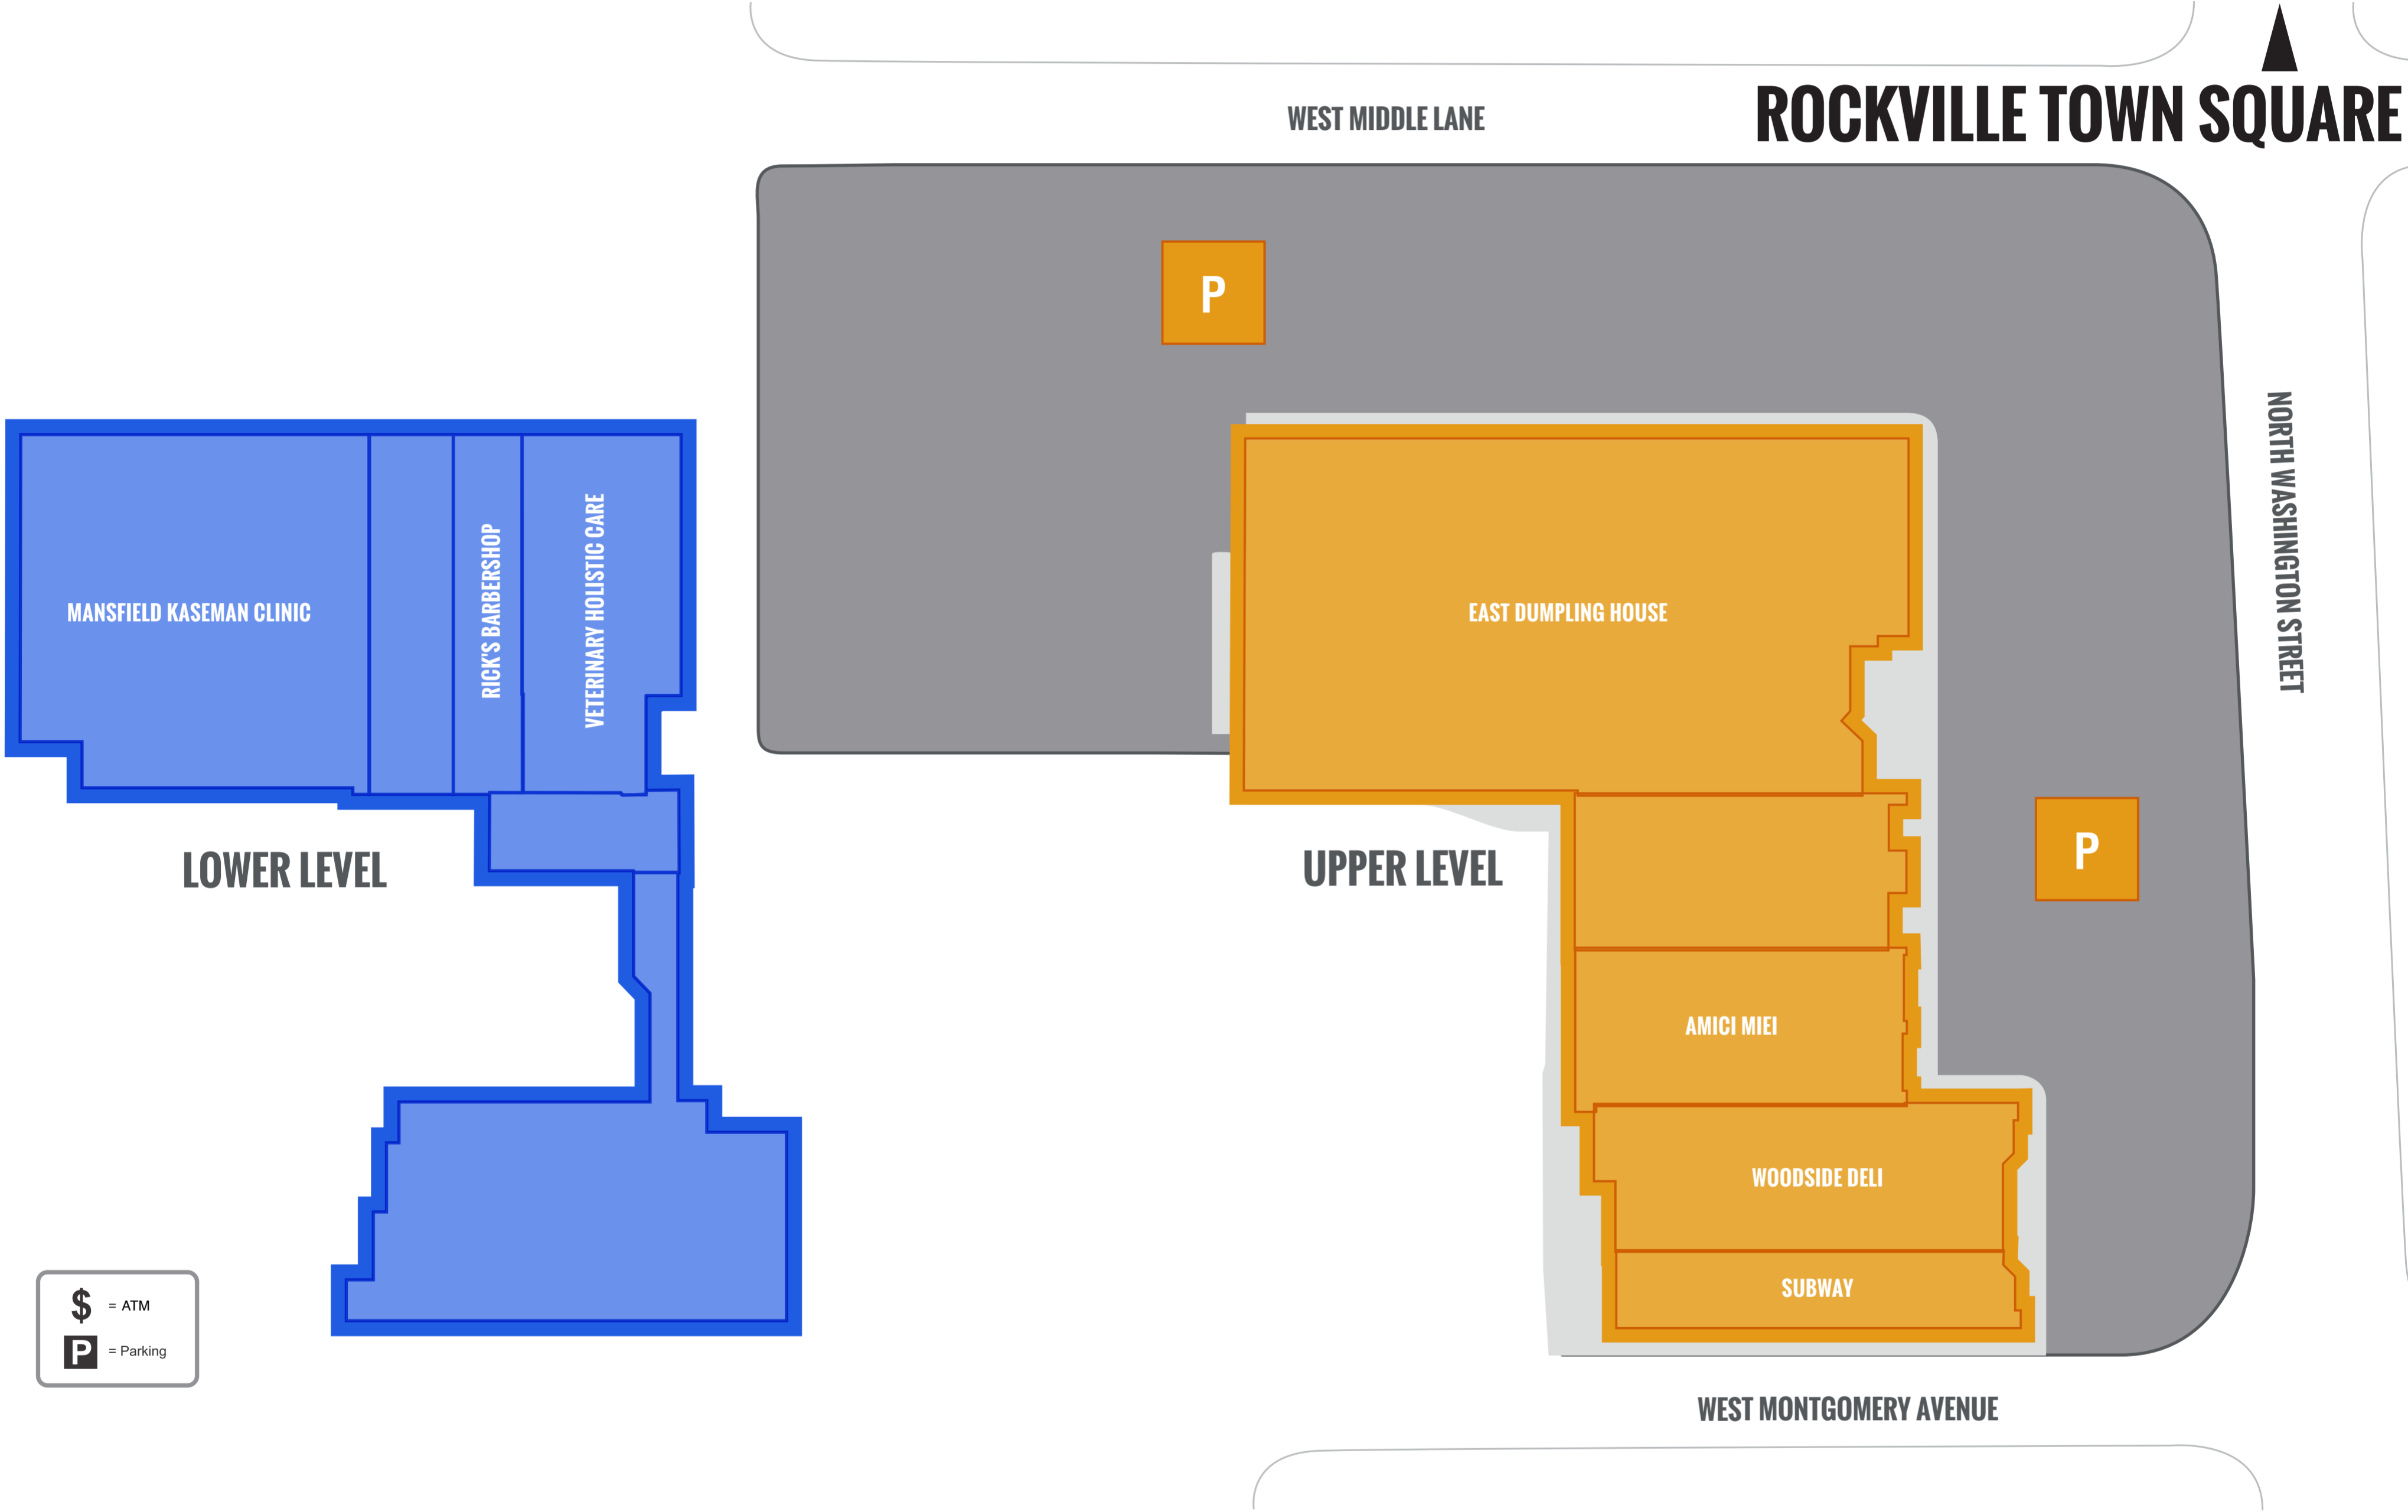 WEST MIDDLE LANE
ROCKVILLE TOWN SQUARE
P
NORTH WASHINGTON STREET
MANSFIELD KASEMAN CLINIC
RICK'S BARBERSHOP
VETERINARY HOLISTIC CARE
EAST DUMPLING HOUSE
LOWER LEVEL
UPPER LEVEL
P
AMICI MIEI
WOODSIDE DELI
SUBWAY
$ = ATM
P = Parking
WEST MONTGOMERY AVENUE